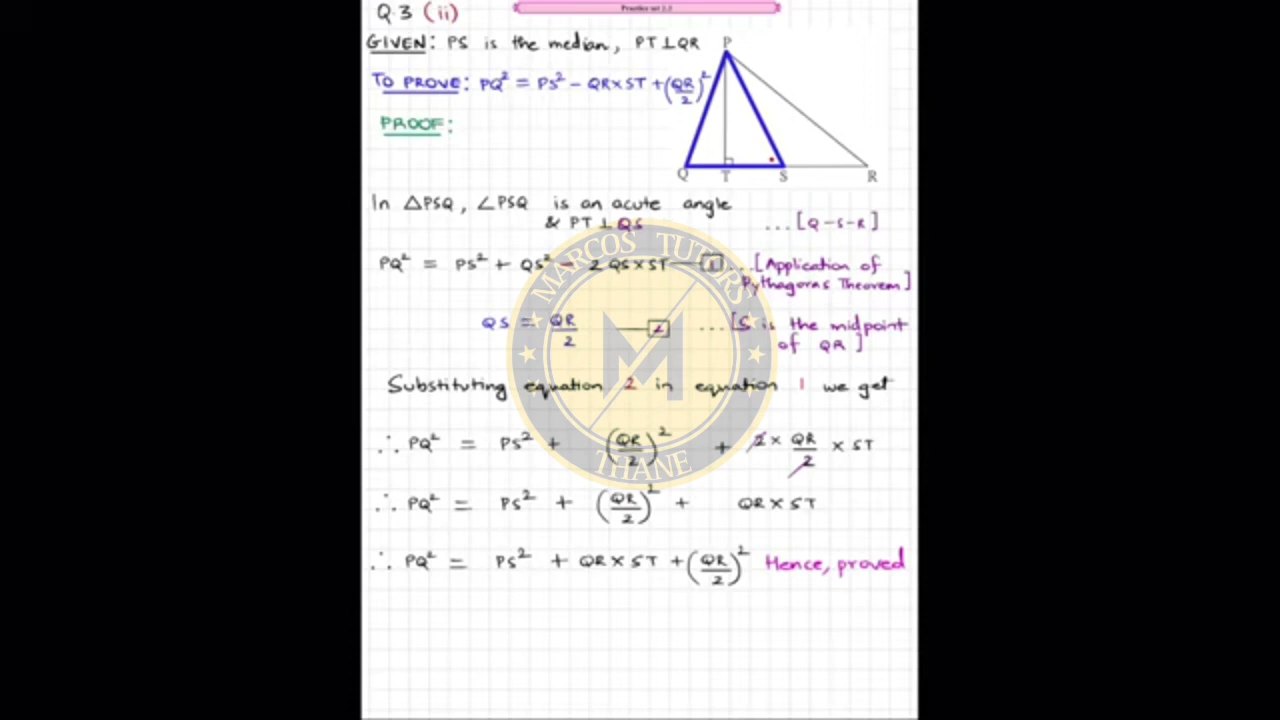 Q.3 (ii)
Practice set 2.2
GIVEN: PS is the median, PT⊥QR
TO PROVE: PQ² = PS² - QR×ST + (QR/2)²
PROOF:
P
Q T S R
In △PSQ, ∠PSQ is an acute angle
& PT ⊥ QS ...[Q-S-R]
PQ² = PS² + QS² - 2 QS×ST — 1 ...[Application of
Pythagoras Theorem]
QS = QR/2 — 2 ...[S is the midpoint
of QR]
Substituting equation 2 in equation 1 we get
∴ PQ² = PS² + (QR/2)² + 2 × QR/2 × ST
∴ PQ² = PS² + (QR/2)² + QR×ST
∴ PQ² = PS² + QR×ST + (QR/2)² Hence, proved
MARCOS TUTORS
M
THANE